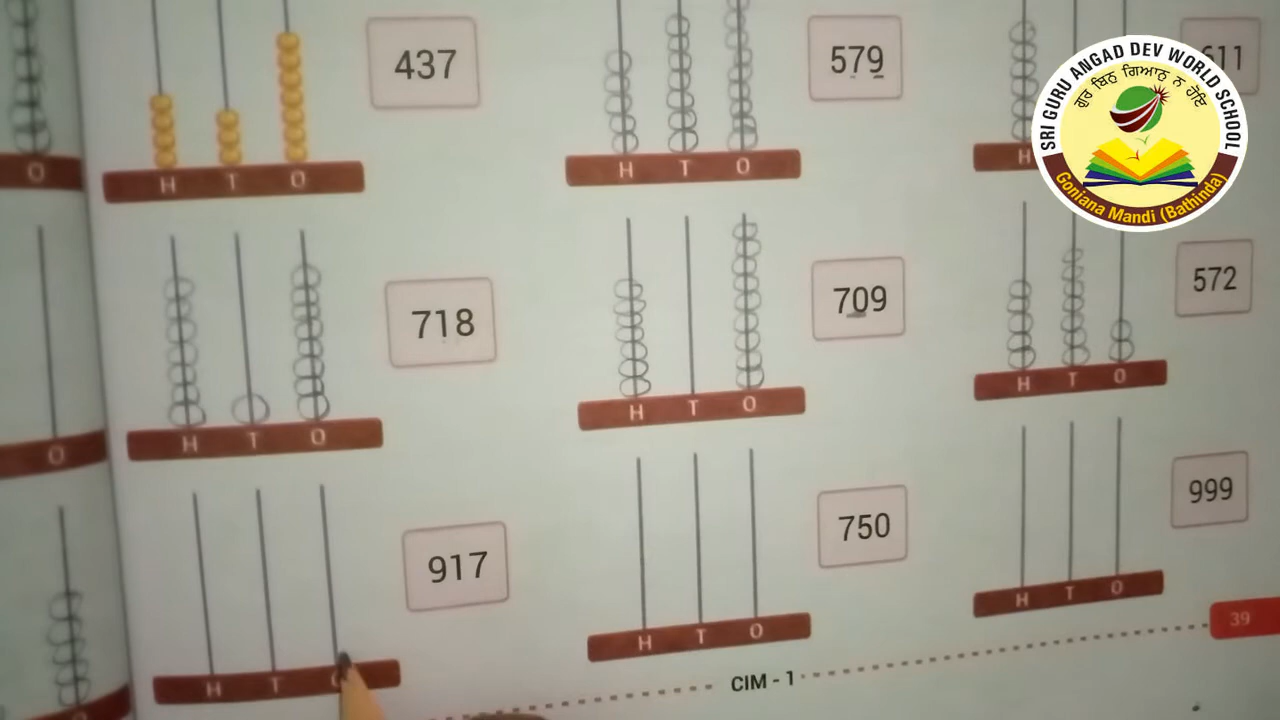 437
579
611
O
H T O
H T O
H
SRI GURU ANGAD DEV WORLD SCHOOL
ਗੁਰ ਬਿਨੁ ਗਿਆਨੁ ਨ ਹੋਇ
Goniana Mandi (Bathinda)
718
709
572
H T O
H T O
H T O
O
917
750
999
H T O
H T O
H T O
39
CIM - 1